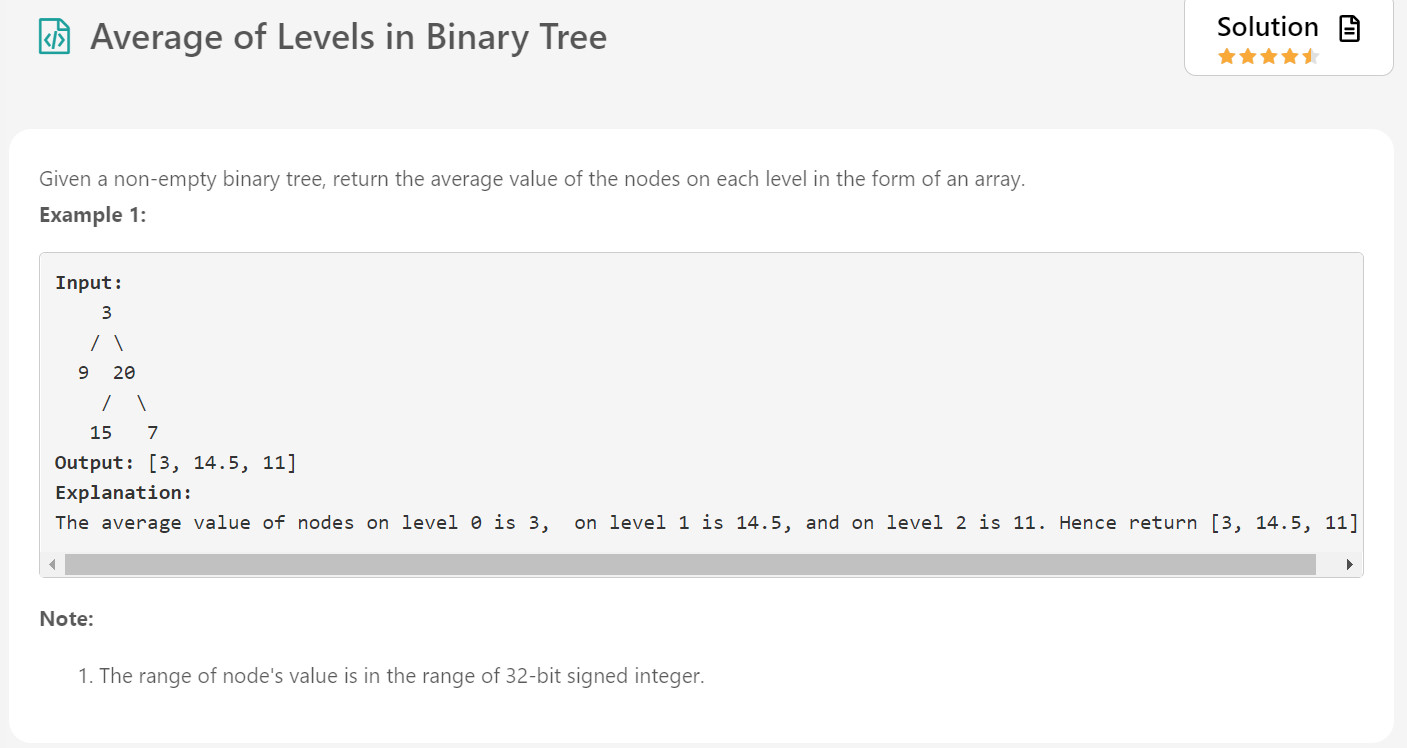 </> Average of Levels in Binary Tree
Solution
Given a non-empty binary tree, return the average value of the nodes on each level in the form of an array.
Example 1:
Input:
    3
   / \
  9  20
    /  \
   15   7
Output: [3, 14.5, 11]
Explanation:
The average value of nodes on level 0 is 3,  on level 1 is 14.5, and on level 2 is 11. Hence return [3, 14.5, 11]
Note:
1. The range of node's value is in the range of 32-bit signed integer.